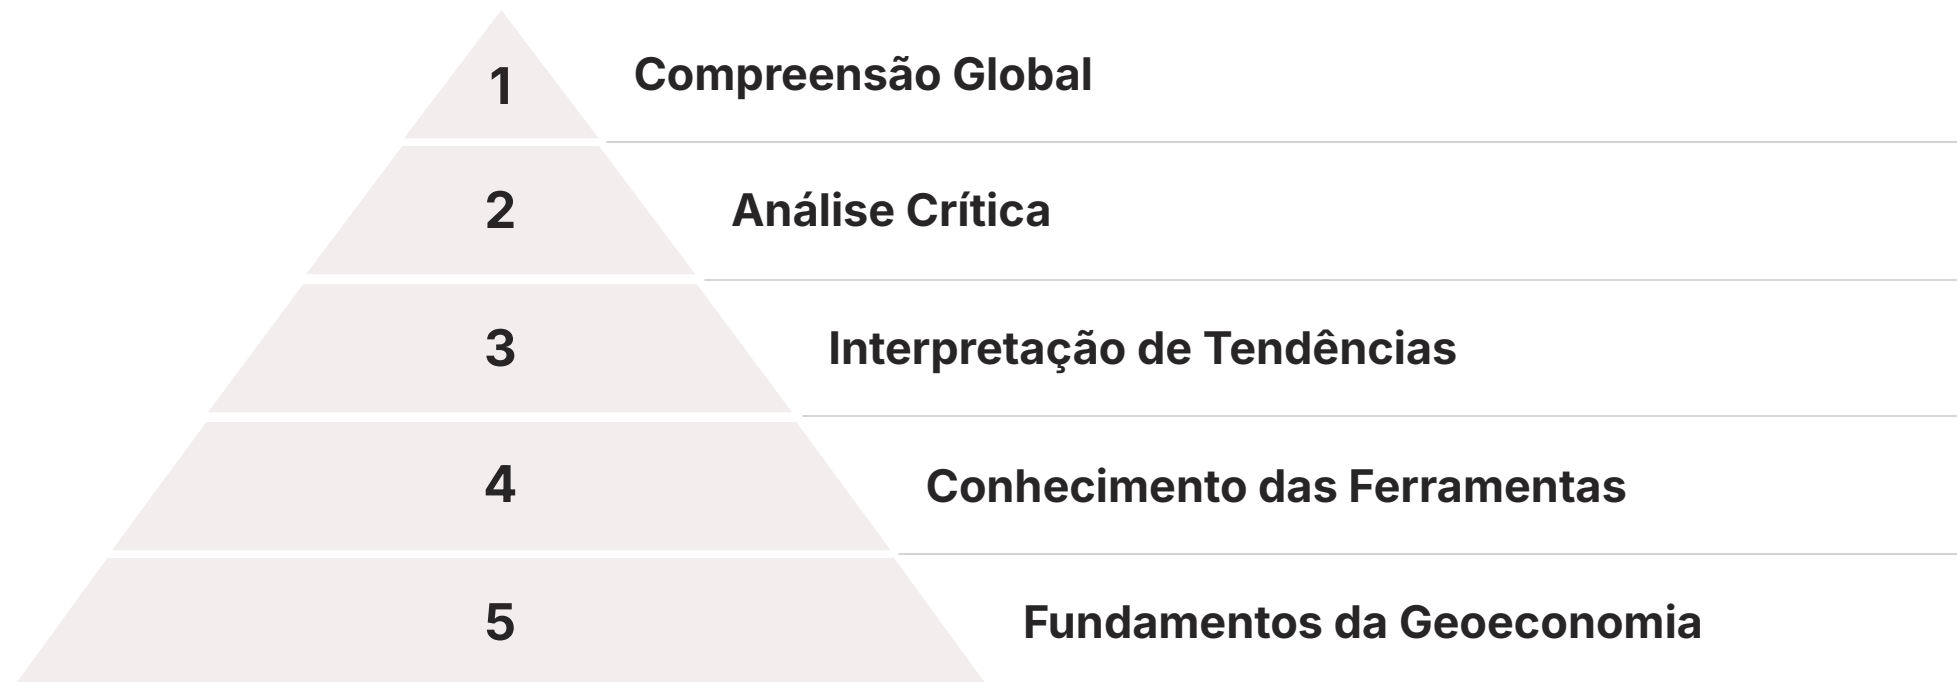 1
Compreensão Global
2
Análise Crítica
3
Interpretação de Tendências
4
Conhecimento das Ferramentas
5
Fundamentos da Geoeconomia